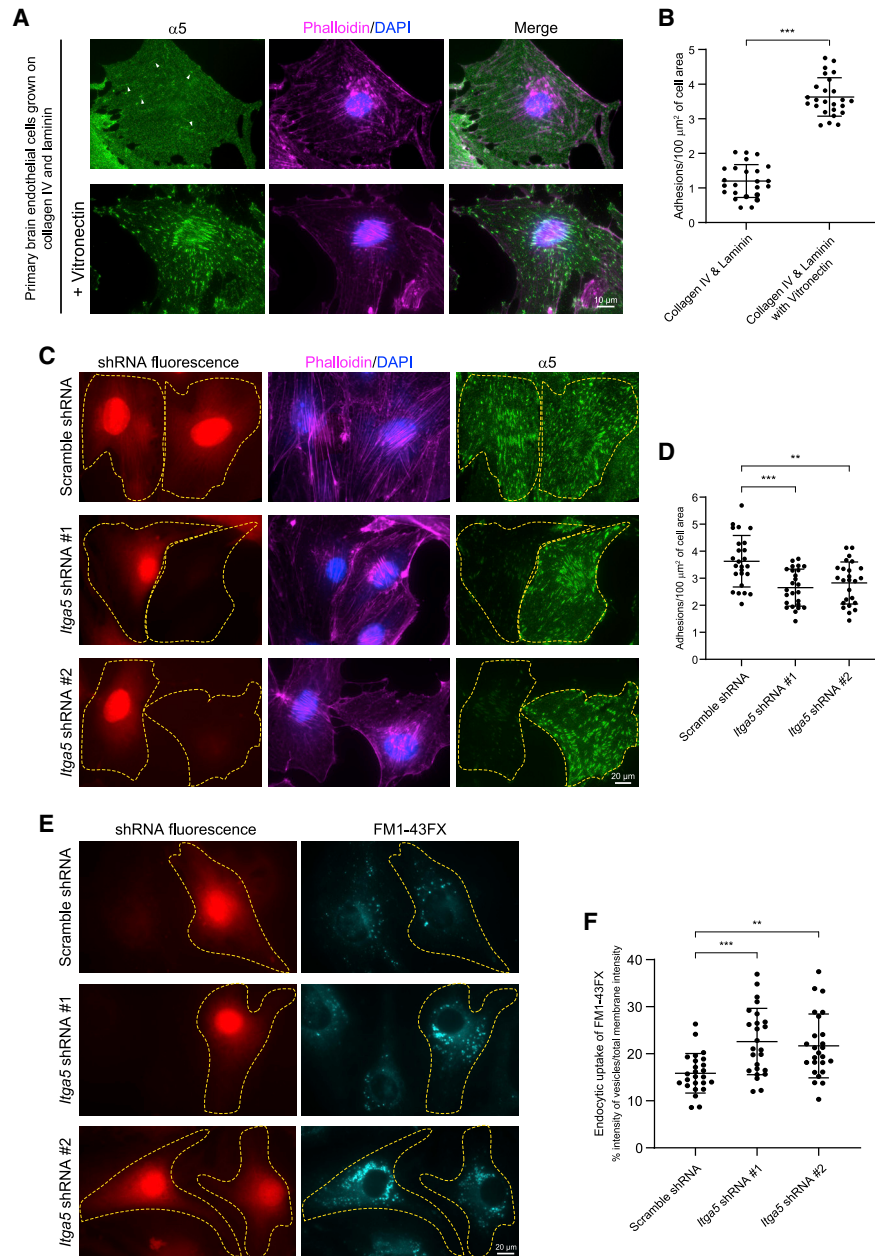 A
α5
Phalloidin/DAPI
Merge
Primary brain endothelial cells grown on
collagen IV and laminin
+ Vitronectin
10 µm
B
***
Adhesions/100 µm² of cell area
5
4
3
2
1
0
Collagen IV & Laminin
Collagen IV & Laminin
with Vitronectin
C
shRNA fluorescence
Phalloidin/DAPI
α5
Scramble shRNA
Itga5 shRNA #1
Itga5 shRNA #2
20 µm
D
**
***
Adhesions/100 µm² of cell area
6
5
4
3
2
1
0
Scramble shRNA
Itga5 shRNA #1
Itga5 shRNA #2
E
shRNA fluorescence
FM1-43FX
Scramble shRNA
Itga5 shRNA #1
Itga5 shRNA #2
20 µm
F
**
***
Endocytic uptake of FM1-43FX
% intensity of vesicles/total membrane intensity
40
30
20
10
0
Scramble shRNA
Itga5 shRNA #1
Itga5 shRNA #2